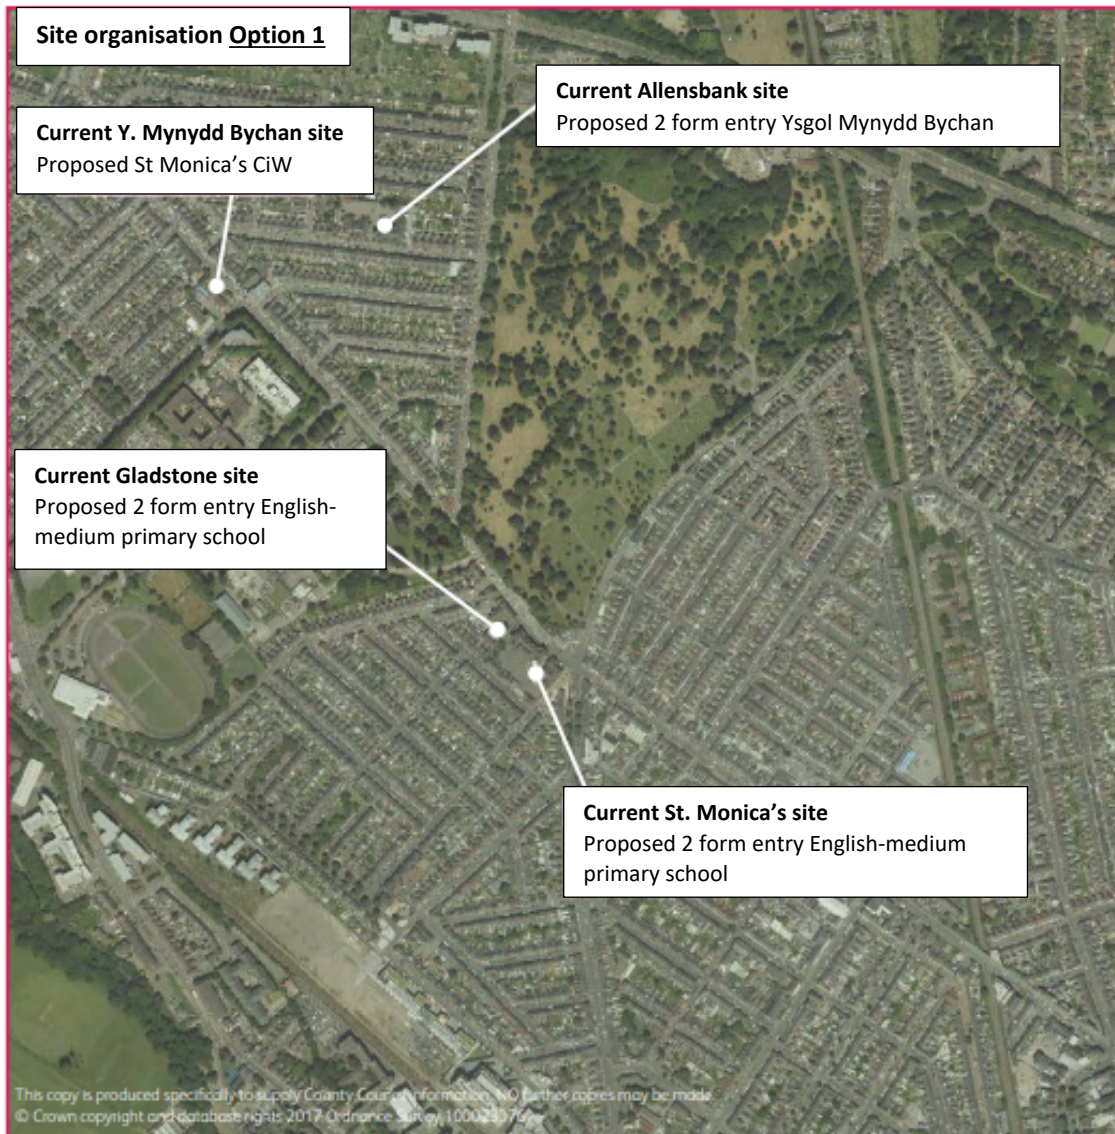 Site organisation Option 1
Current Allensbank site
Proposed 2 form entry Ysgol Mynydd Bychan
Current Y. Mynydd Bychan site
Proposed St Monica's CiW
Current Gladstone site
Proposed 2 form entry English-
medium primary school
Current St. Monica's site
Proposed 2 form entry English-medium
primary school
This copy is produced specifically to supply County Council information. NO further copies may be made.
© Crown copyright and database rights 2017 Ordnance Survey